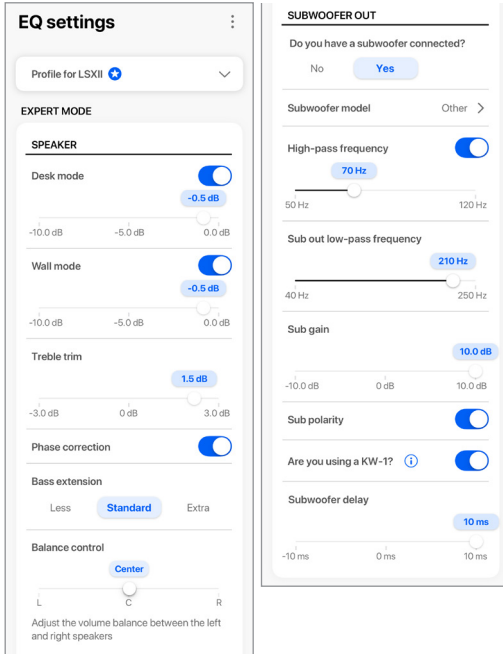 EQ settings
Profile for LSXII
EXPERT MODE
SPEAKER
Desk mode
-0.5 dB
-10.0 dB -5.0 dB 0.0 dB
Wall mode
-0.5 dB
-10.0 dB -5.0 dB 0.0 dB
Treble trim
1.5 dB
-3.0 dB 0 dB 3.0 dB
Phase correction
Bass extension
Less Standard Extra
Balance control
Center
L C R
Adjust the volume balance between the left
and right speakers
SUBWOOFER OUT
Do you have a subwoofer connected?
No Yes
Subwoofer model Other
High-pass frequency
70 Hz
50 Hz 120 Hz
Sub out low-pass frequency
210 Hz
40 Hz 250 Hz
Sub gain
10.0 dB
-10.0 dB 0 dB 10.0 dB
Sub polarity
Are you using a KW-1? i
Subwoofer delay
10 ms
-10 ms 0 ms 10 ms